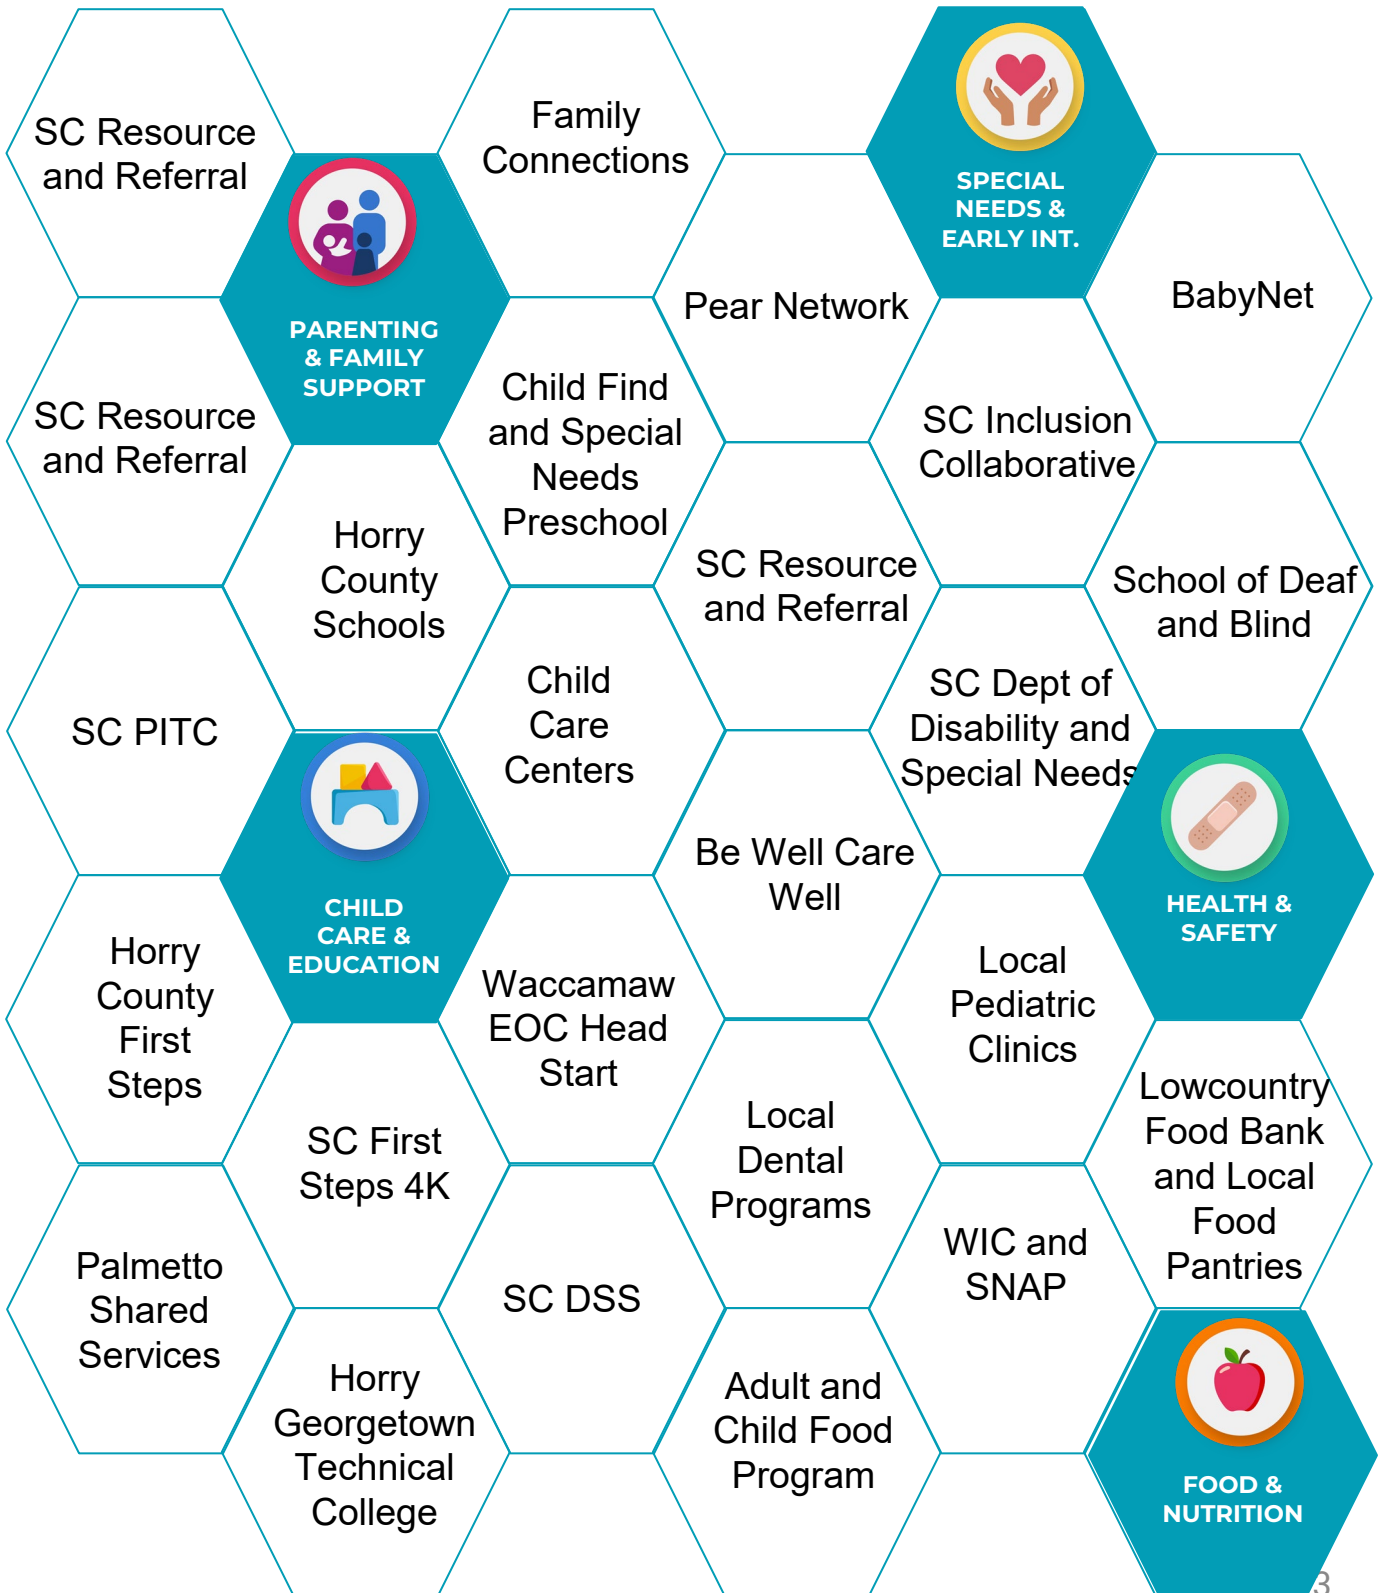 SC Resource
and Referral
Family
Connections
SPECIAL
NEEDS &
EARLY INT.
PARENTING
& FAMILY
SUPPORT
Pear Network
BabyNet
SC Resource
and Referral
Child Find
and Special
Needs
Preschool
SC Inclusion
Collaborative
Horry
County
Schools
SC Resource
and Referral
School of Deaf
and Blind
SC PITC
Child
Care
Centers
SC Dept of
Disability and
Special Needs
CHILD
CARE &
EDUCATION
Be Well Care
Well
HEALTH &
SAFETY
Horry
County
First
Steps
Waccamaw
EOC Head
Start
Local
Pediatric
Clinics
SC First
Steps 4K
Local
Dental
Programs
Lowcountry
Food Bank
and Local
Food
Pantries
Palmetto
Shared
Services
SC DSS
WIC and
SNAP
Horry
Georgetown
Technical
College
Adult and
Child Food
Program
FOOD &
NUTRITION
3